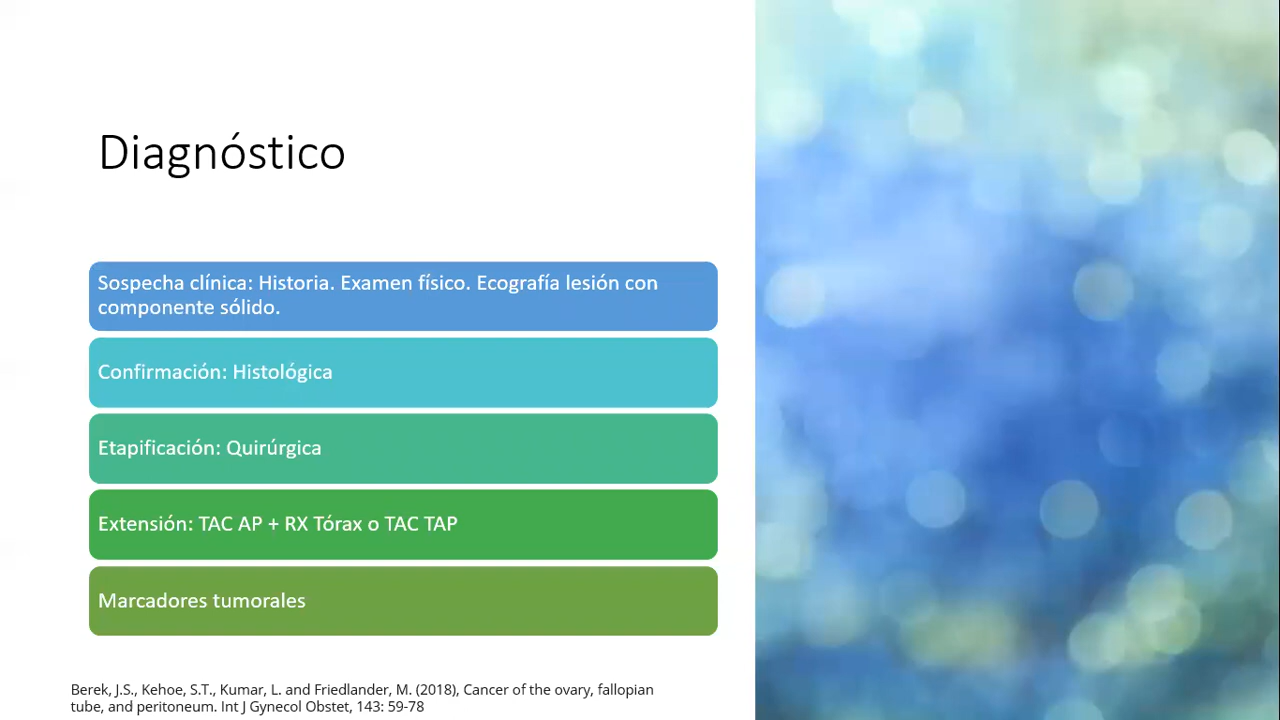 Diagnóstico
Sospecha clínica: Historia. Examen físico. Ecografía lesión con
componente sólido.
Confirmación: Histológica
Etapificación: Quirúrgica
Extensión: TAC AP + RX Tórax o TAC TAP
Marcadores tumorales
Berek, J.S., Kehoe, S.T., Kumar, L. and Friedlander, M. (2018), Cancer of the ovary, fallopian
tube, and peritoneum. Int J Gynecol Obstet, 143: 59-78